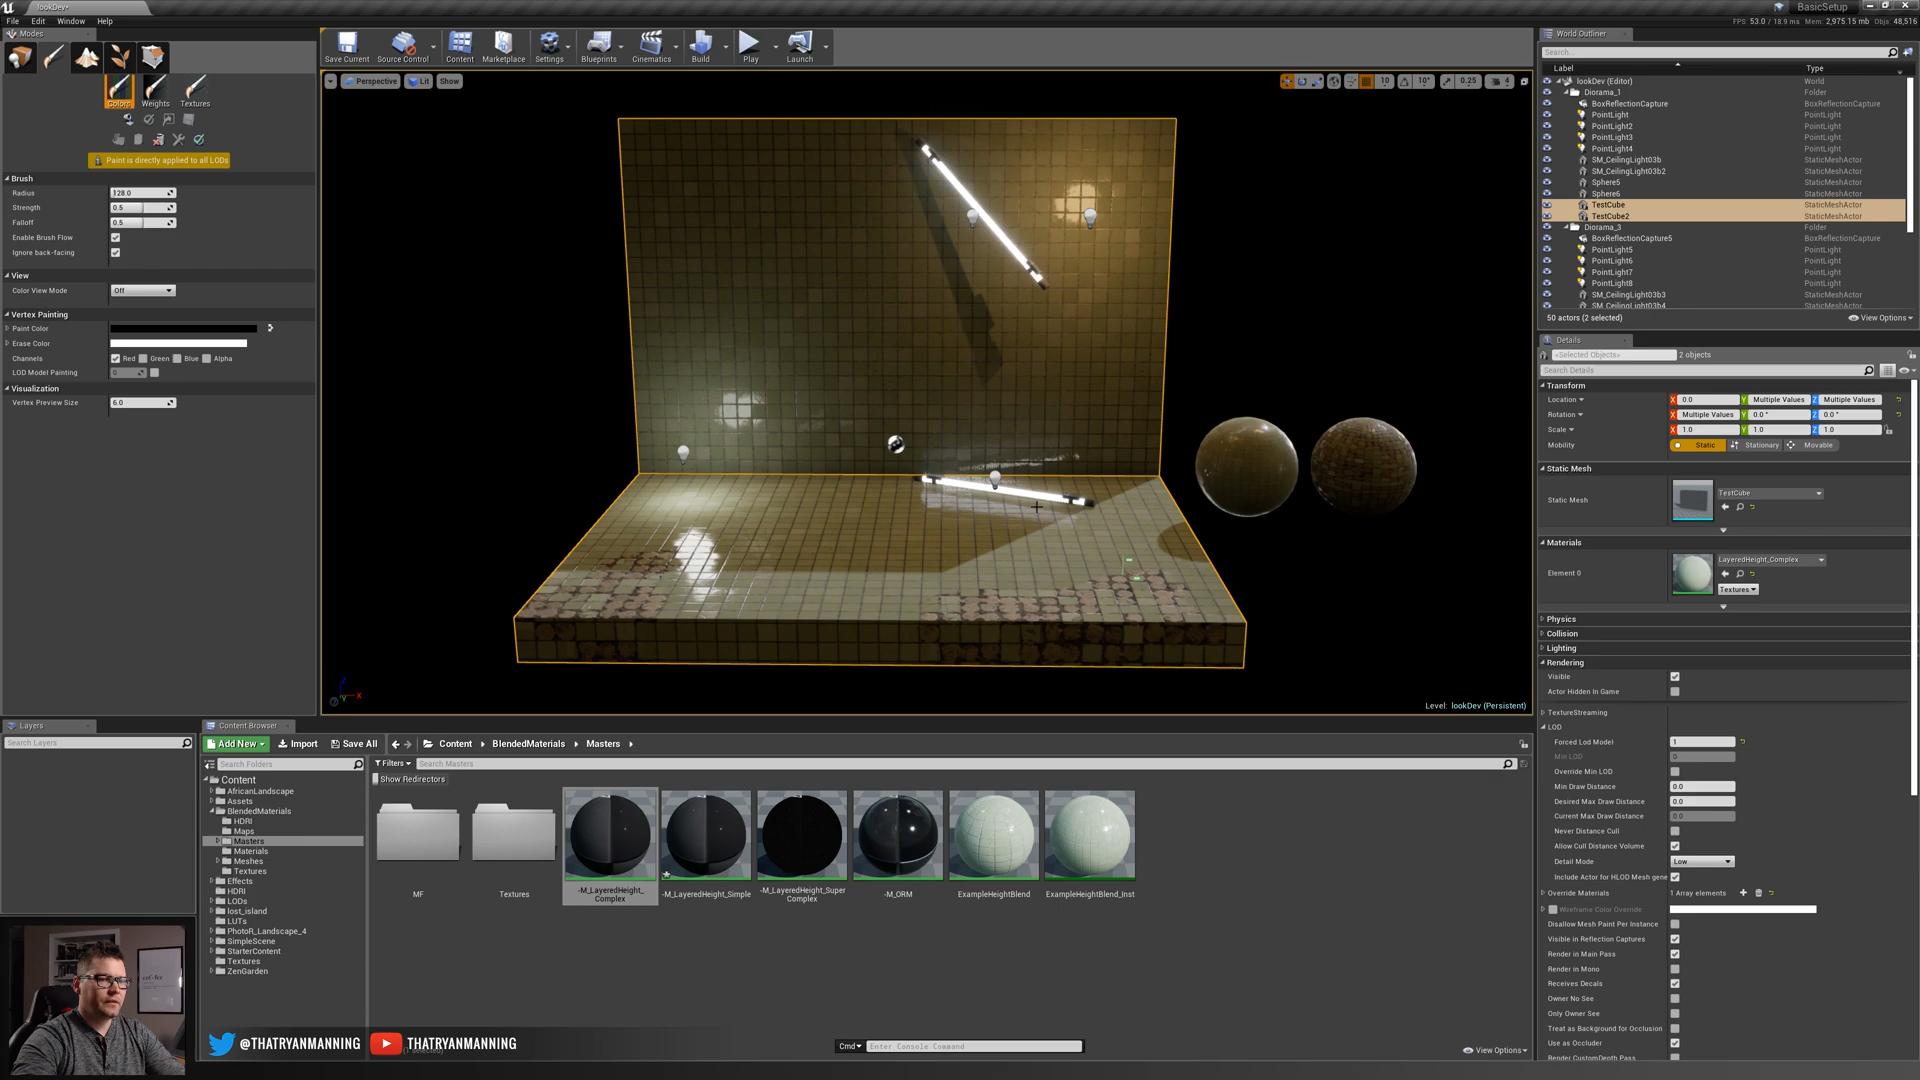 lookDev*
BasicSetup
File Edit Window Help
FPS: 53.0 / 18.9 ms Mem: 2,975.15 mb Objs: 48,516
Modes
Colors Weights Textures
Paint is directly applied to all LODs
Brush
Radius 128.0
Strength 0.5
Falloff 0.5
Enable Brush Flow
Ignore back-facing
View
Color View Mode Off
Vertex Painting
Paint Color
Erase Color
Channels Red Green Blue Alpha
LOD Model Painting 0
Visualization
Vertex Preview Size 6.0
Save Current Source Control Content Marketplace Settings Blueprints Cinematics Build Play Launch
Perspective Lit Show
10 10° 0.25 4
Level: lookDev (Persistent)
World Outliner
Search...
Label Type
lookDev (Editor) World
Diorama_1 Folder
BoxReflectionCapture BoxReflectionCapture
PointLight PointLight
PointLight2 PointLight
PointLight3 PointLight
PointLight4 PointLight
SM_CeilingLight03b StaticMeshActor
SM_CeilingLight03b2 StaticMeshActor
Sphere5 StaticMeshActor
Sphere6 StaticMeshActor
TestCube StaticMeshActor
TestCube2 StaticMeshActor
Diorama_3 Folder
BoxReflectionCapture5 BoxReflectionCapture
PointLight5 PointLight
PointLight6 PointLight
PointLight7 PointLight
PointLight8 PointLight
SM_CeilingLight03b3 StaticMeshActor
SM_CeilingLight03b4 StaticMeshActor
50 actors (2 selected) View Options
Details
<Selected Objects> 2 objects
Search Details
Transform
Location X 0.0 Y Multiple Values Z Multiple Values
Rotation X Multiple Values Y 0.0 ° Z 0.0 °
Scale X 1.0 Y 1.0 Z 1.0
Mobility Static Stationary Movable
Static Mesh
Static Mesh TestCube
Materials
Element 0 LayeredHeight_Complex
Textures
Physics
Collision
Lighting
Rendering
Visible
Actor Hidden In Game
TextureStreaming
LOD
Forced Lod Model 1
Min LOD 0
Override Min LOD
Min Draw Distance 0.0
Desired Max Draw Distance 0.0
Current Max Draw Distance 0.0
Never Distance Cull
Allow Cull Distance Volume
Detail Mode Low
Include Actor for HLOD Mesh gene
Override Materials 1 Array elements
Wireframe Color Override
Disallow Mesh Paint Per Instance
Visible in Reflection Captures
Render in Main Pass
Render in Mono
Receives Decals
Owner No See
Only Owner See
Treat as Background for Occlusion
Use as Occluder
Render CustomDepth Pass
Layers
Search Layers
Content Browser
Add New Import Save All Content BlendedMaterials Masters
Search Folders
Filters Search Masters
Show Redirectors
Content
AfricanLandscape
Assets
BlendedMaterials
HDRI
Maps
Masters
Materials
Meshes
Textures
Effects
HDRI
LODs
lost_island
LUTs
PhotoR_Landscape_4
SimpleScene
StarterContent
Textures
ZenGarden
MF
Textures
-M_LayeredHeight_
Complex
-M_LayeredHeight_Simple
-M_LayeredHeight_Super
Complex
-M_ORM
ExampleHeightBlend
ExampleHeightBlend_Inst
@THATRYANMANNING THATRYANMANNING
Cmd Enter Console Command
View Options